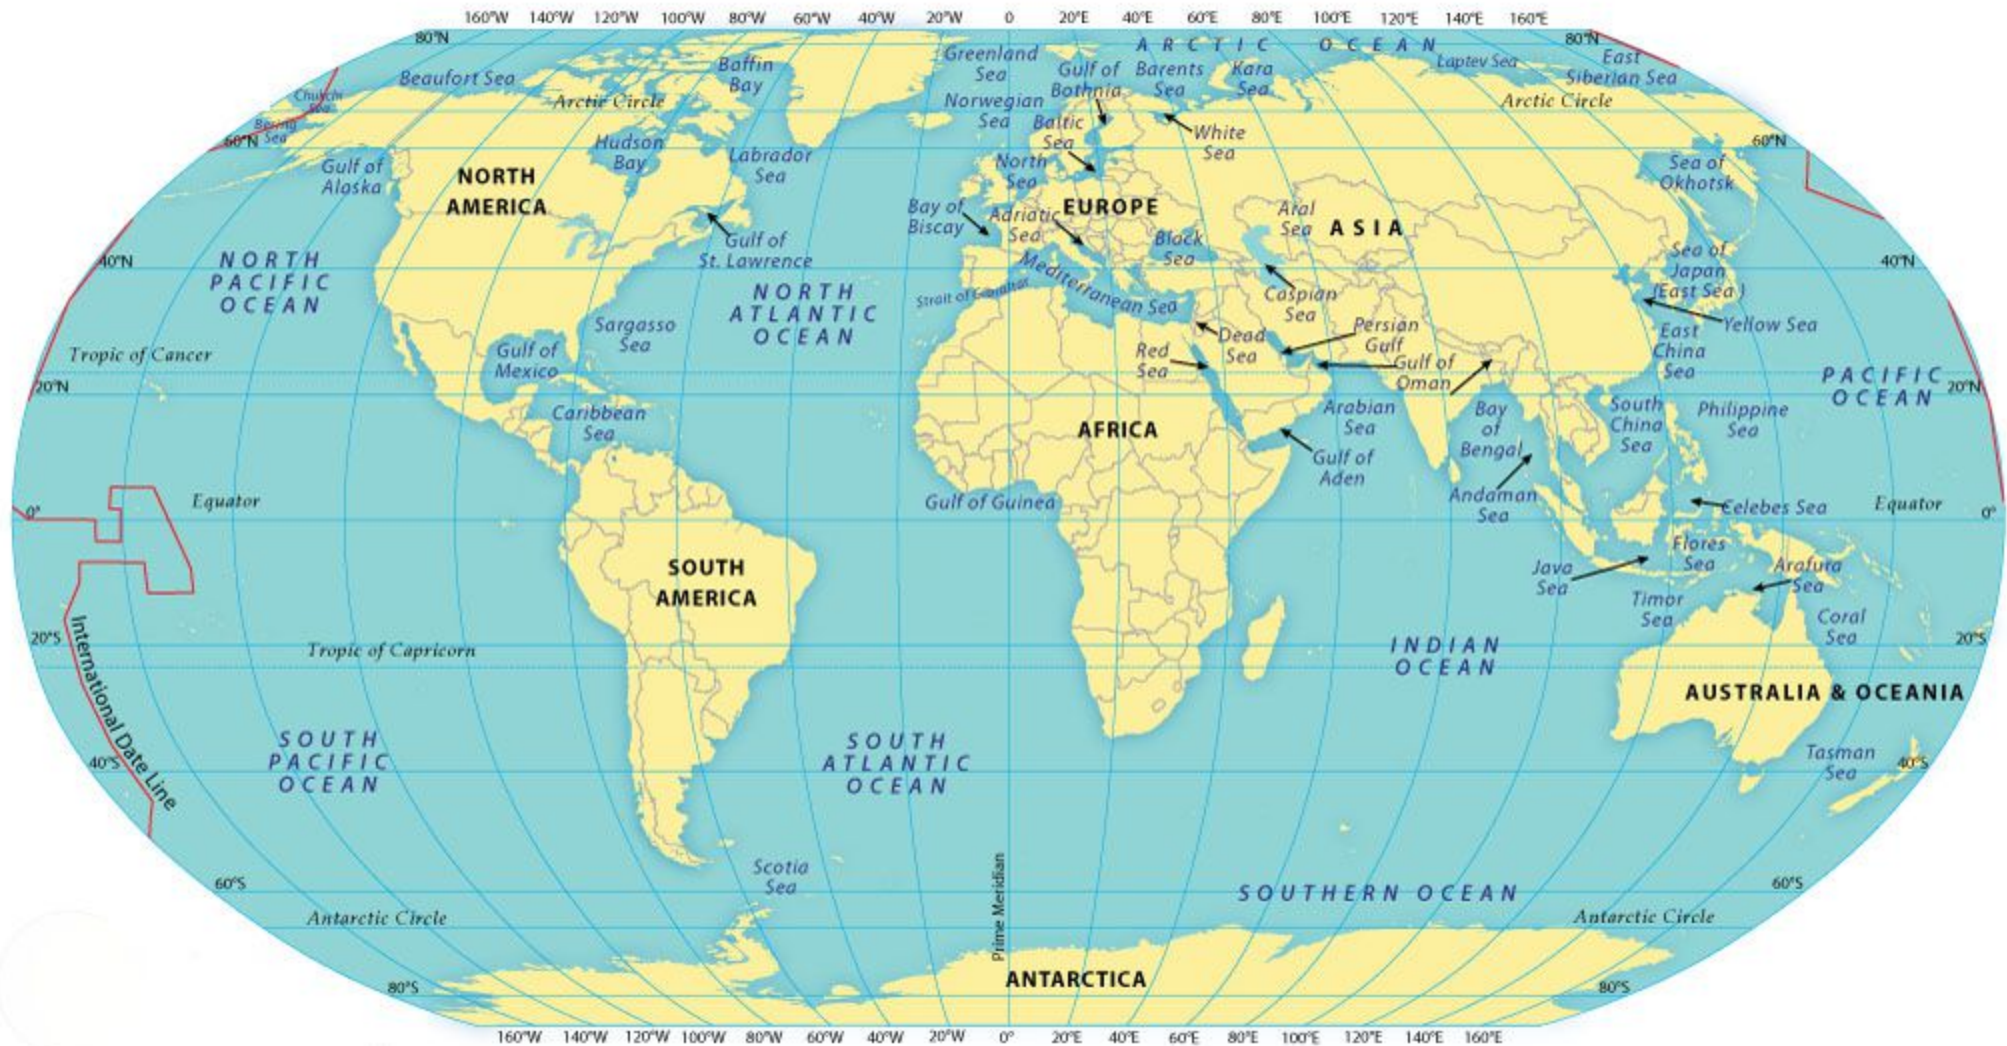 160°W 140°W 120°W 100°W 80°W 60°W 40°W 20°W 0 20°E 40°E 60°E 80°E 100°E 120°E 140°E 160°E
80°N
80°N
ARCTIC OCEAN
Beaufort Sea
Baffin
Bay
Greenland
Sea
Gulf of
Bothnia
Barents
Sea
Kara
Sea
Laptev Sea
East
Siberian Sea
Chukchi
Sea
Arctic Circle
Norwegian
Sea
Arctic Circle
Bering
Sea
60°N
Hudson
Bay
Baltic
Sea
White
Sea
60°N
Gulf of
Alaska
NORTH
AMERICA
Labrador
Sea
North
Sea
Sea of
Okhotsk
Bay of
Biscay
Adriatic
Sea
EUROPE
Aral
Sea
ASIA
Gulf of
St. Lawrence
Black
Sea
Sea of
Japan
(East Sea)
40°N
40°N
NORTH
PACIFIC
OCEAN
NORTH
ATLANTIC
OCEAN
Strait of Gibraltar
Mediterranean Sea
Caspian
Sea
Yellow Sea
Sargasso
Sea
Dead
Sea
Persian
Gulf
East
China
Sea
Tropic of Cancer
Gulf of
Mexico
Red
Sea
Gulf of
Oman
20°N
PACIFIC
OCEAN
20°N
Caribbean
Sea
AFRICA
Arabian
Sea
Bay
of
Bengal
South
China
Sea
Philippine
Sea
Gulf of
Aden
Equator
Gulf of Guinea
Andaman
Sea
Celebes Sea
Equator
0°
0°
SOUTH
AMERICA
Java
Sea
Flores
Sea
Arafura
Sea
Timor
Sea
Coral
Sea
20°S
Tropic of Capricorn
INDIAN
OCEAN
20°S
International Date Line
AUSTRALIA & OCEANIA
SOUTH
PACIFIC
OCEAN
SOUTH
ATLANTIC
OCEAN
Tasman
Sea
40°S
40°S
Scotia
Sea
Prime Meridian
60°S
SOUTHERN OCEAN
60°S
Antarctic Circle
Antarctic Circle
ANTARCTICA
80°S
80°S
160°W 140°W 120°W 100°W 80°W 60°W 40°W 20°W 0° 20°E 40°E 60°E 80°E 100°E 120°E 140°E 160°E